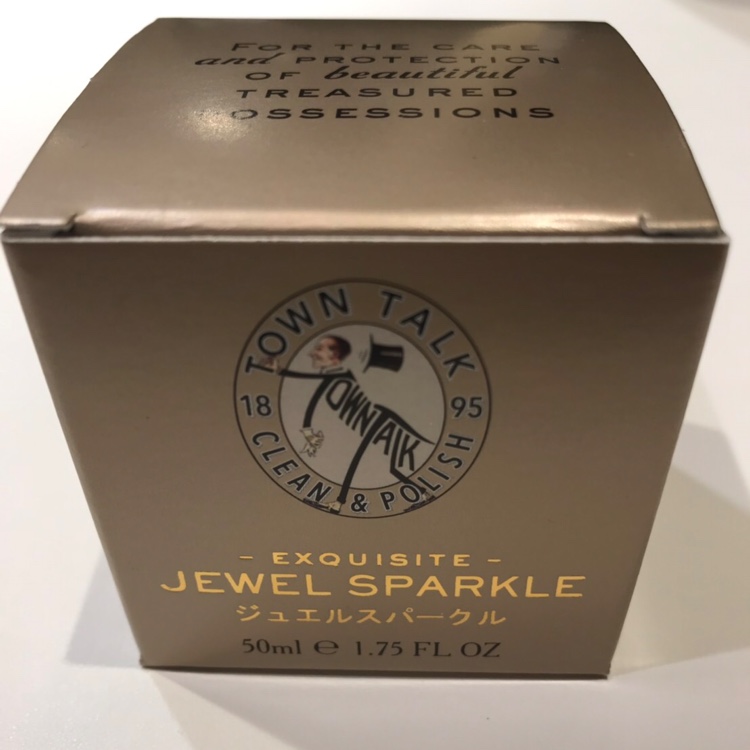 FOR THE CARE
and PROTECTION
OF beautiful
TREASURED
POSSESSIONS
TOWN TALK
TOWN TALK
18 95
CLEAN & POLISH
- EXQUISITE -
JEWEL SPARKLE
ジュエルスパークル
50ml ℮ 1.75 FL OZ